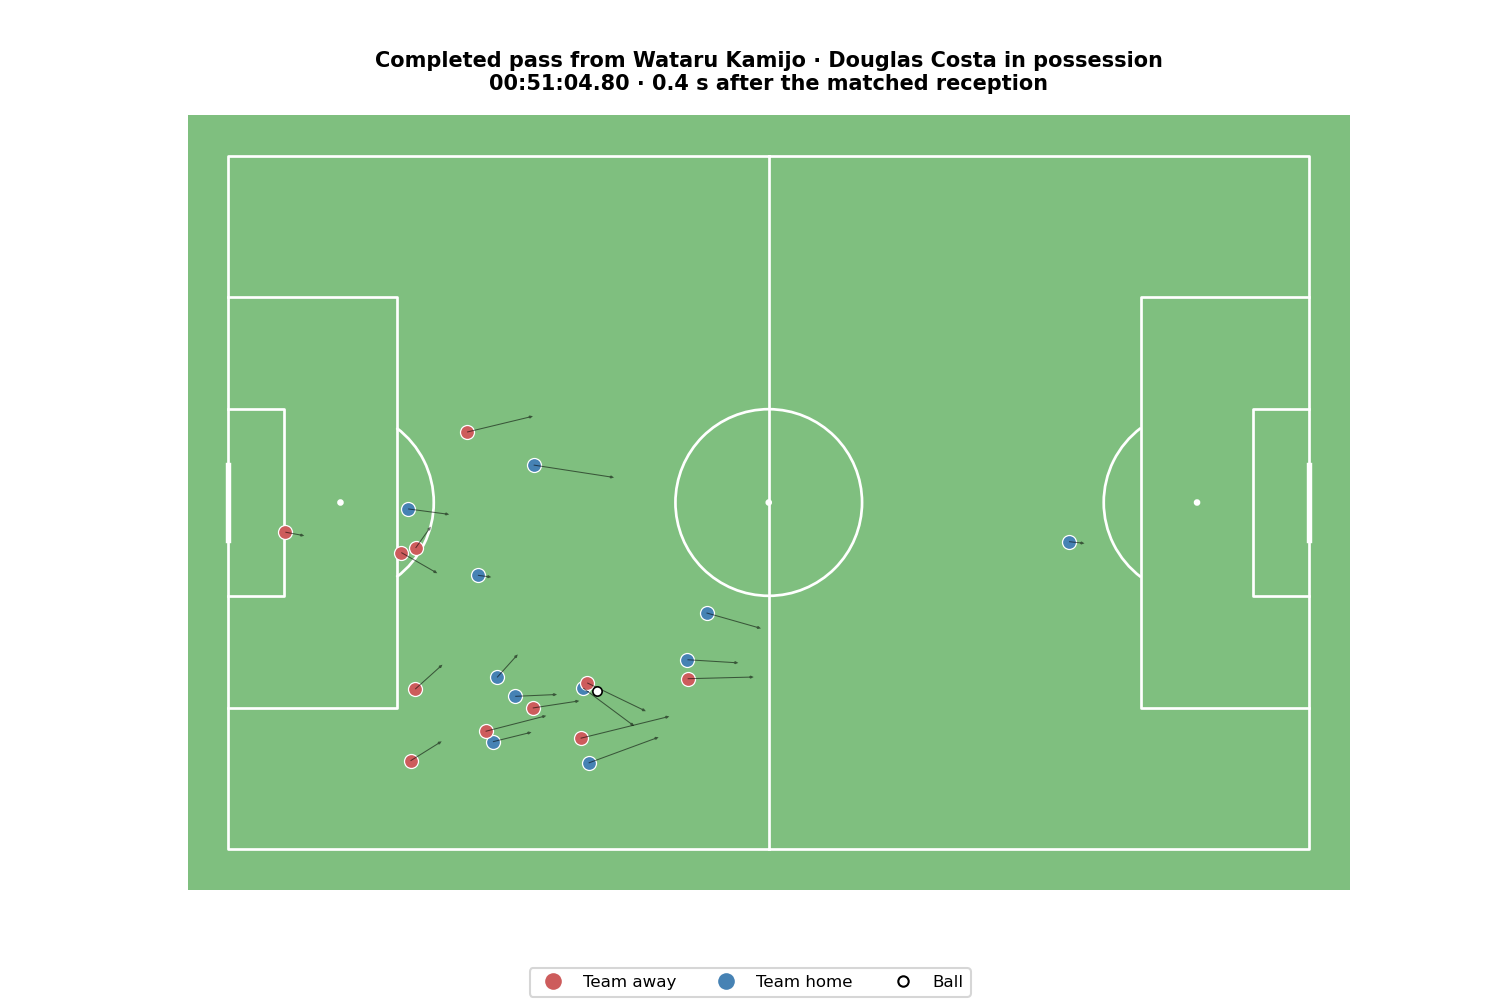 Completed pass from Wataru Kamijo · Douglas Costa in possession
00:51:04.80 · 0.4 s after the matched reception
Team away
Team home
Ball